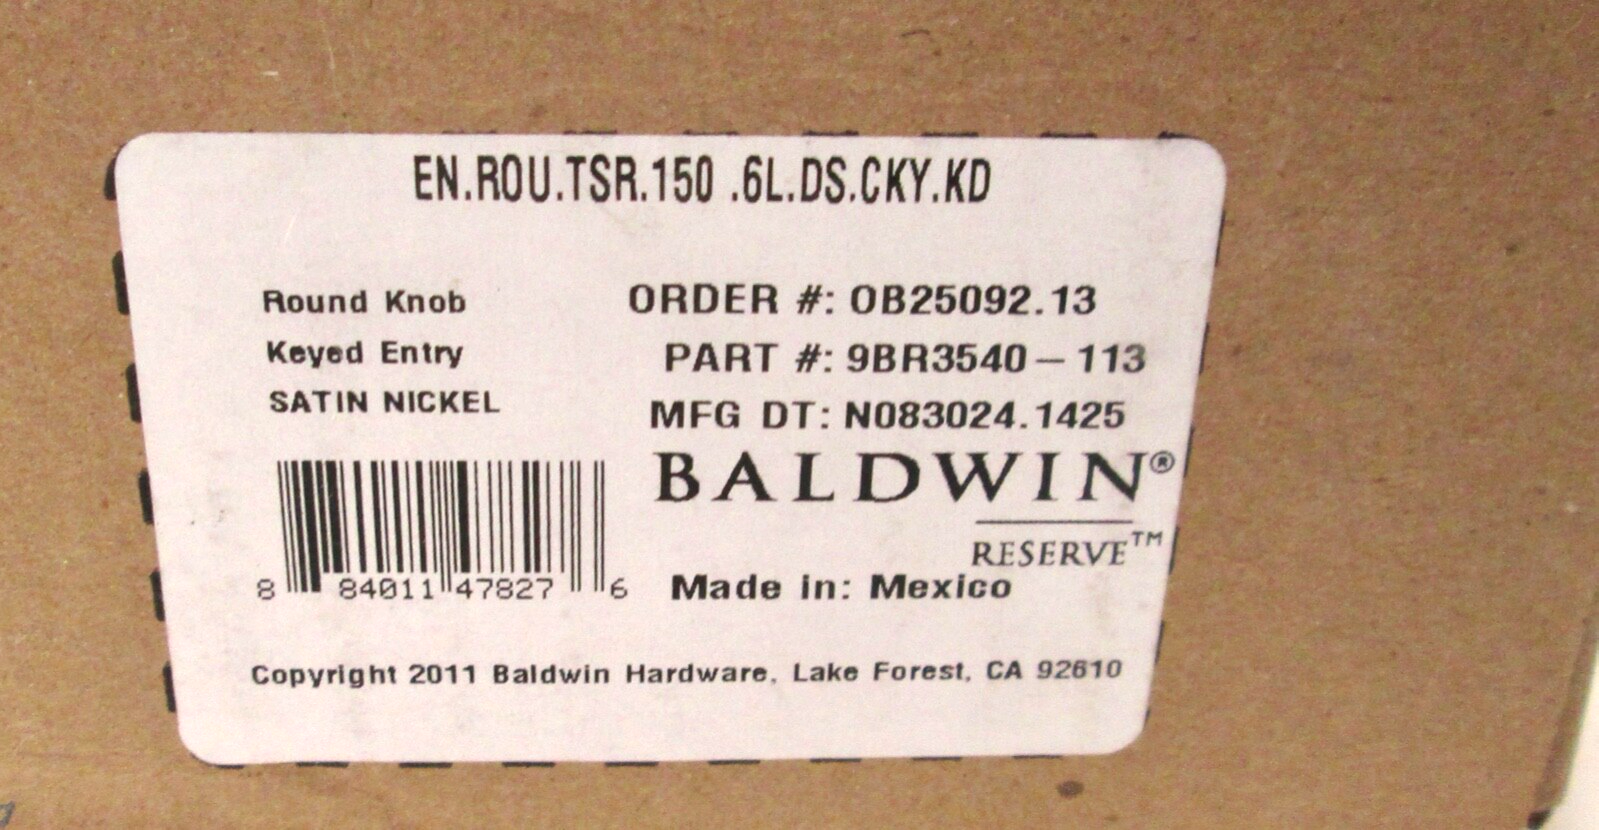 EN.ROU.TSR.150 .6L.DS.CKY.KD
Round Knob
Keyed Entry
SATIN NICKEL
ORDER #: OB25092.13
PART #: 9BR3540-113
MFG DT: N083024.1425
BALDWIN®
RESERVE™
8 84011 47827 6
Made in: Mexico
Copyright 2011 Baldwin Hardware, Lake Forest, CA 92610